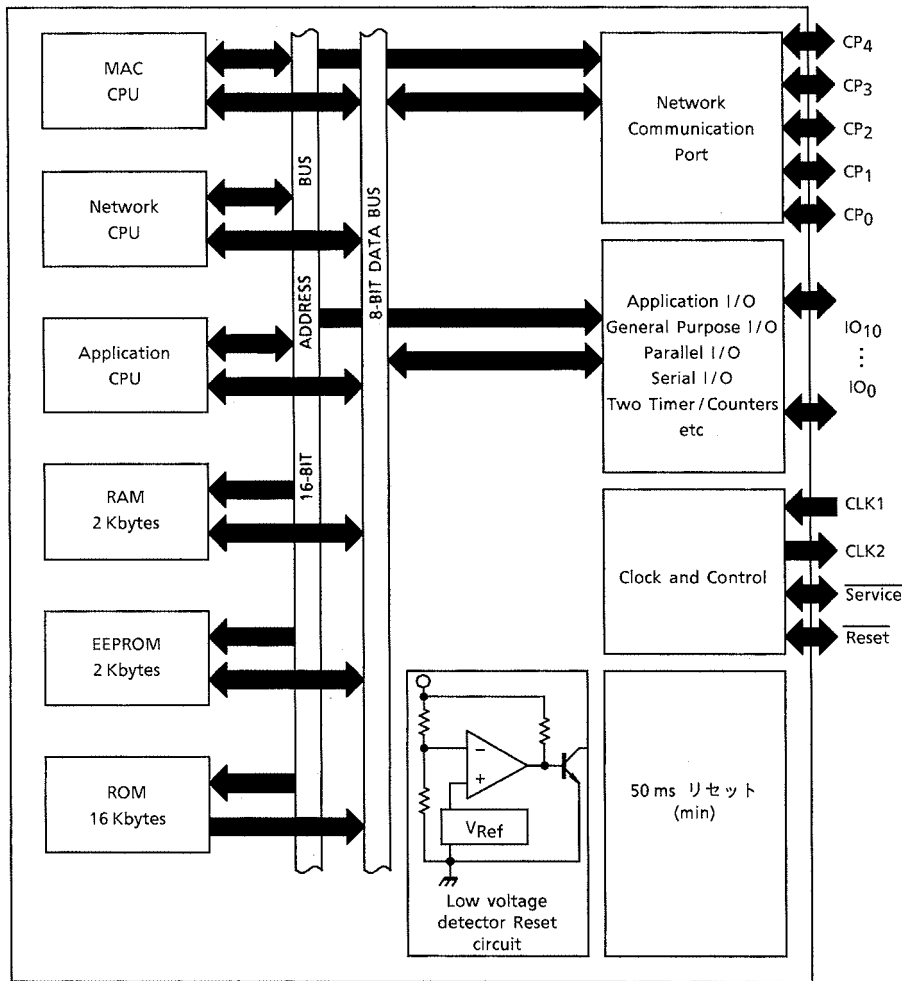 MAC
CPU
Network
CPU
Application
CPU
RAM
2 Kbytes
EEPROM
2 Kbytes
ROM
16 Kbytes
16-BIT ADDRESS BUS
8-BIT DATA BUS
Network
Communication
Port
CP4
CP3
CP2
CP1
CP0
Application I/O
General Purpose I/O
Parallel I/O
Serial I/O
Two Timer/Counters
etc
IO10
⋮
IO0
Clock and Control
CLK1
CLK2
Service
Reset
−
+
VRef
Low voltage
detector Reset
circuit
50 ms リセット
(min)